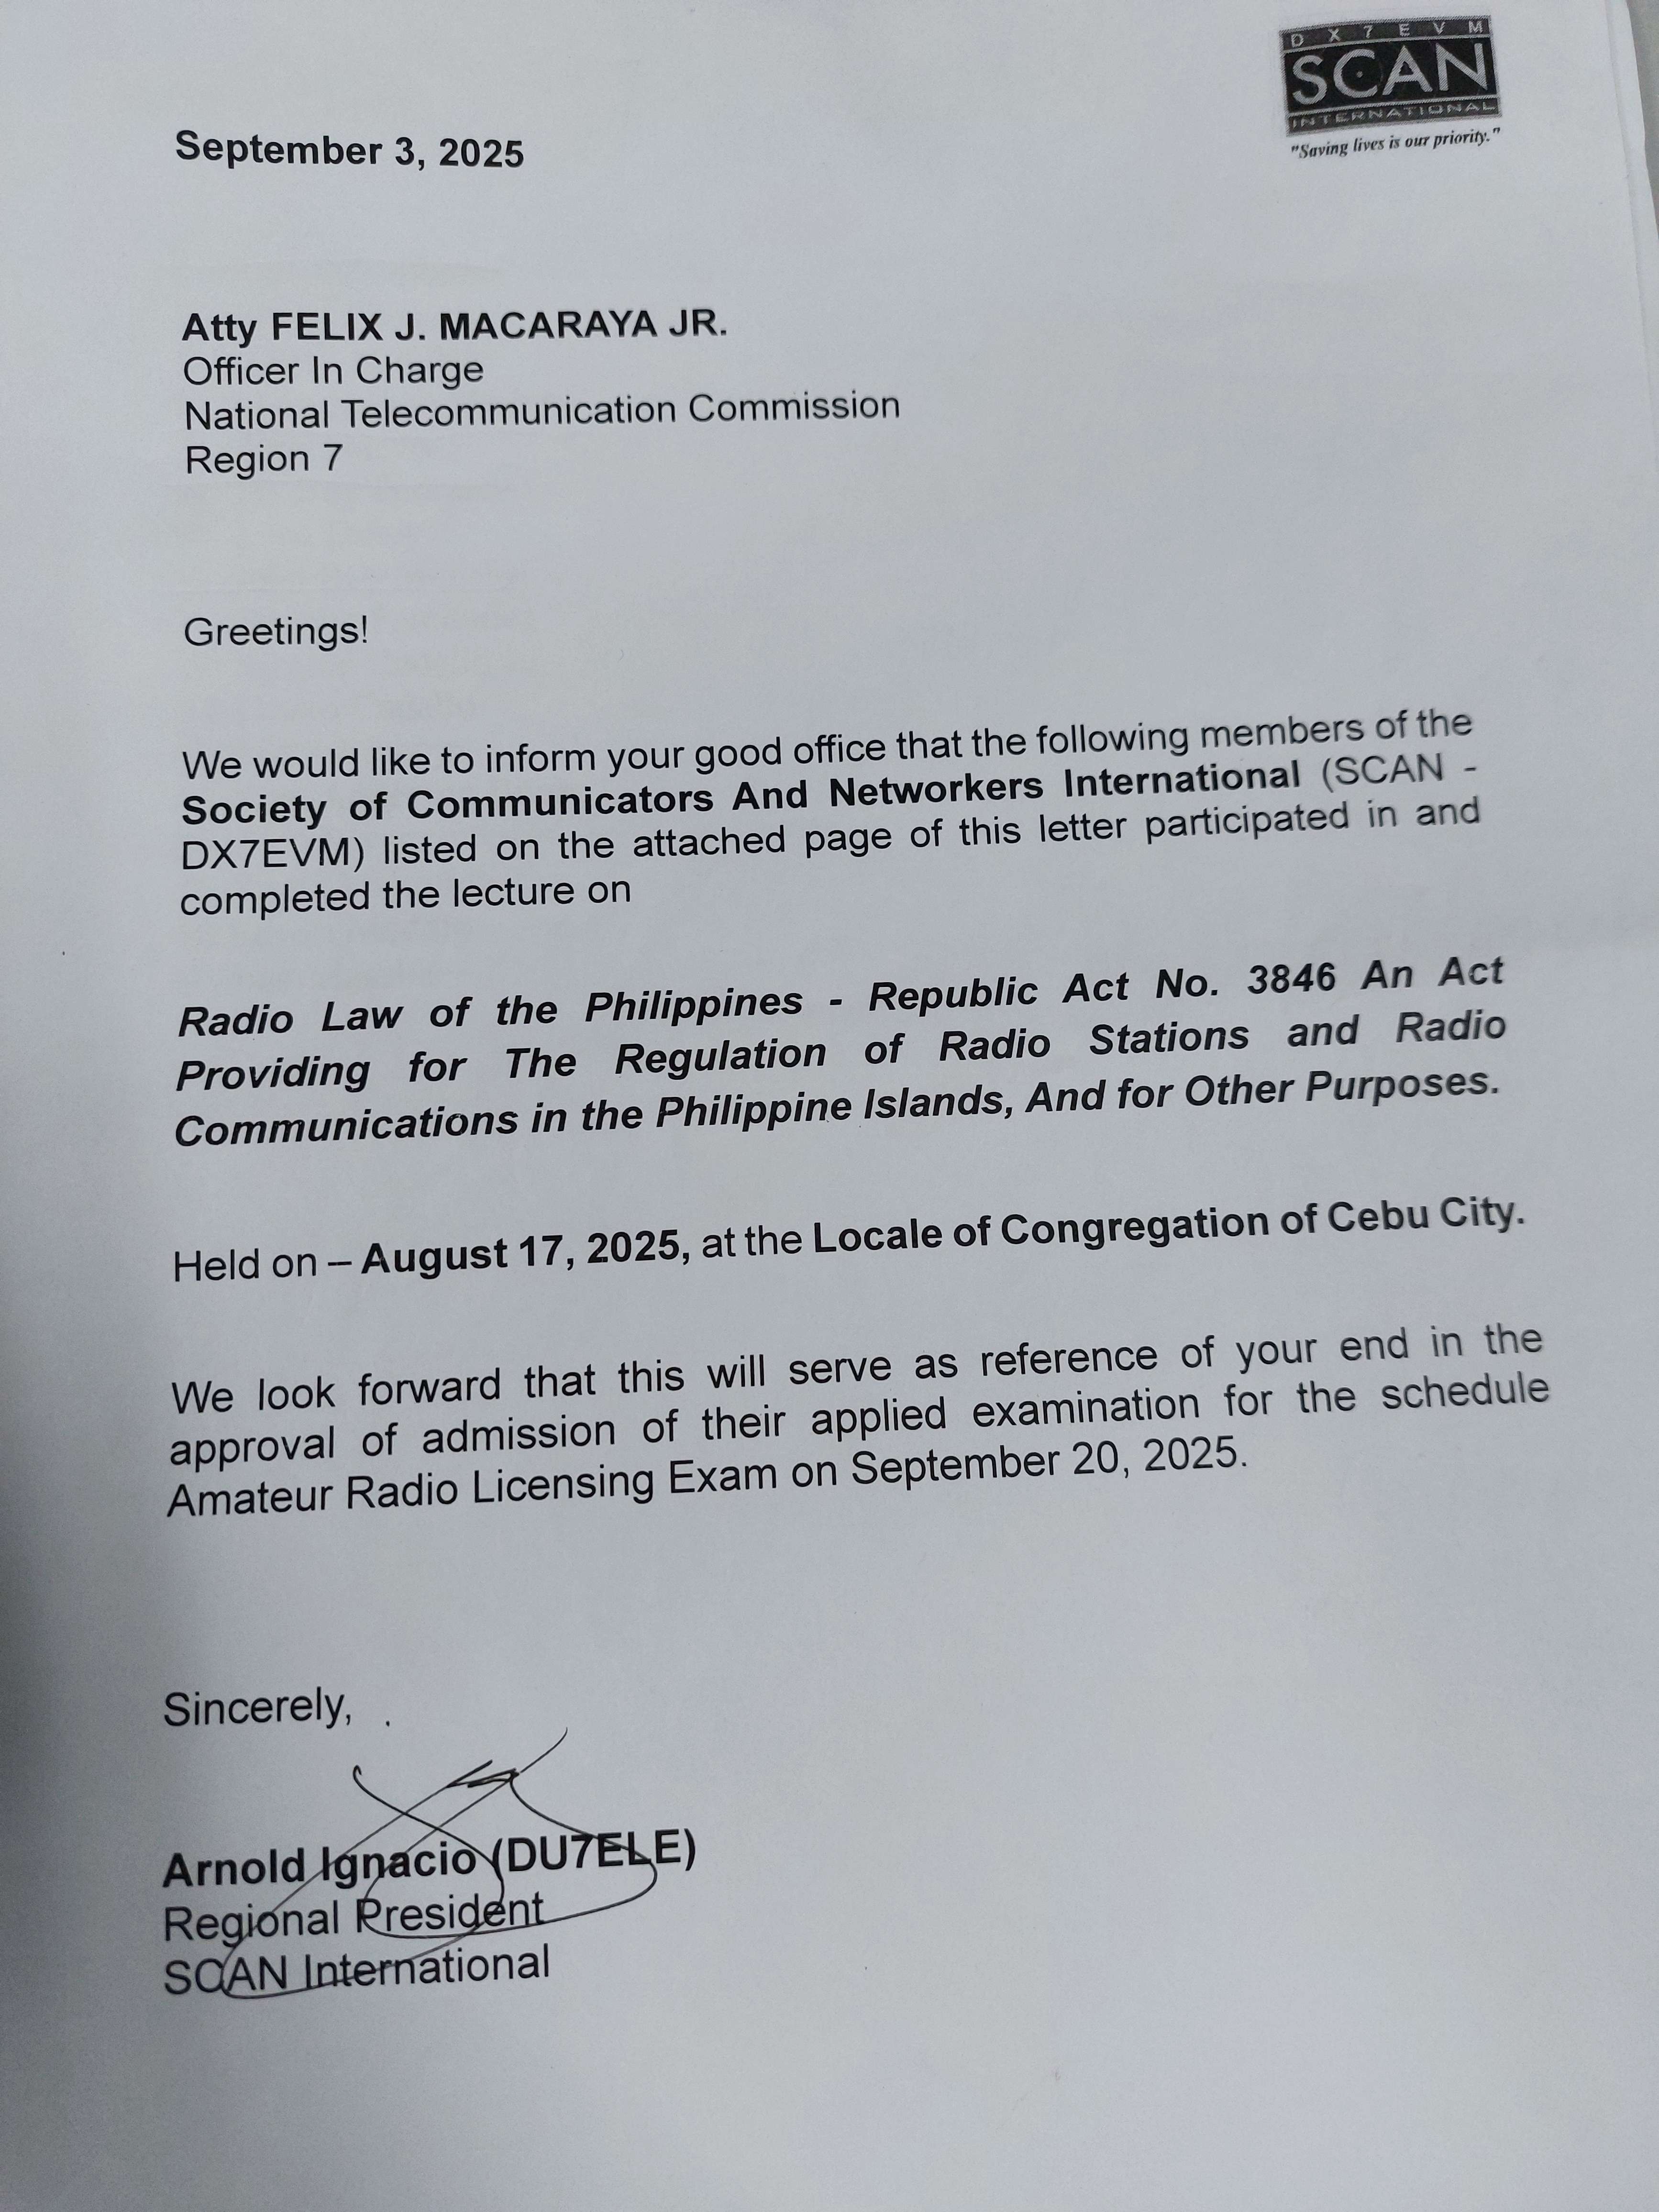 DX7EVM
SCAN
INTERNATIONAL
"Saving lives is our priority."
September 3, 2025
Atty FELIX J. MACARAYA JR.
Officer In Charge
National Telecommunication Commission
Region 7
Greetings!
We would like to inform your good office that the following members of the
Society of Communicators And Networkers International (SCAN -
DX7EVM) listed on the attached page of this letter participated in and
completed the lecture on
Radio Law of the Philippines - Republic Act No. 3846 An Act
Providing for The Regulation of Radio Stations and Radio
Communications in the Philippine Islands, And for Other Purposes.
Held on – August 17, 2025, at the Locale of Congregation of Cebu City.
We look forward that this will serve as reference of your end in the
approval of admission of their applied examination for the schedule
Amateur Radio Licensing Exam on September 20, 2025.
Sincerely,
Arnold Ignacio (DU7ELE)
Regional President
SCAN International